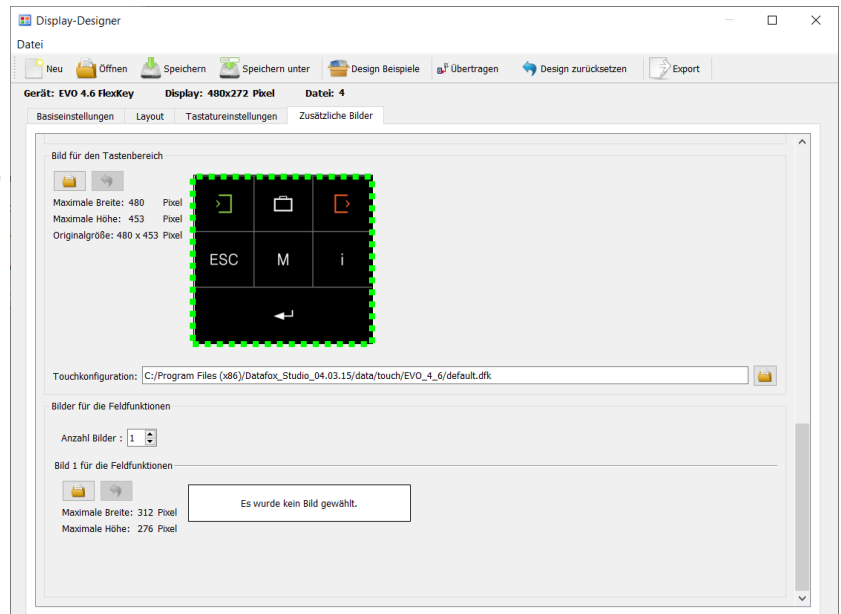 Display-Designer
Datei
Neu Öffnen Speichern Speichern unter Design Beispiele Übertragen Design zurücksetzen Export
Gerät: EVO 4.6 FlexKey Display: 480x272 Pixel Datei: 4
Basiseinstellungen Layout Tastatureinstellungen Zusätzliche Bilder
Bild für den Tastenbereich
Maximale Breite: 480 Pixel
Maximale Höhe: 453 Pixel
Originalgröße: 480 x 453 Pixel
ESC M i
Touchkonfiguration: C:/Program Files (x86)/Datafox_Studio_04.03.15/data/touch/EVO_4_6/default.dfk
Bilder für die Feldfunktionen
Anzahl Bilder : 1
Bild 1 für die Feldfunktionen
Es wurde kein Bild gewählt.
Maximale Breite: 312 Pixel
Maximale Höhe: 276 Pixel